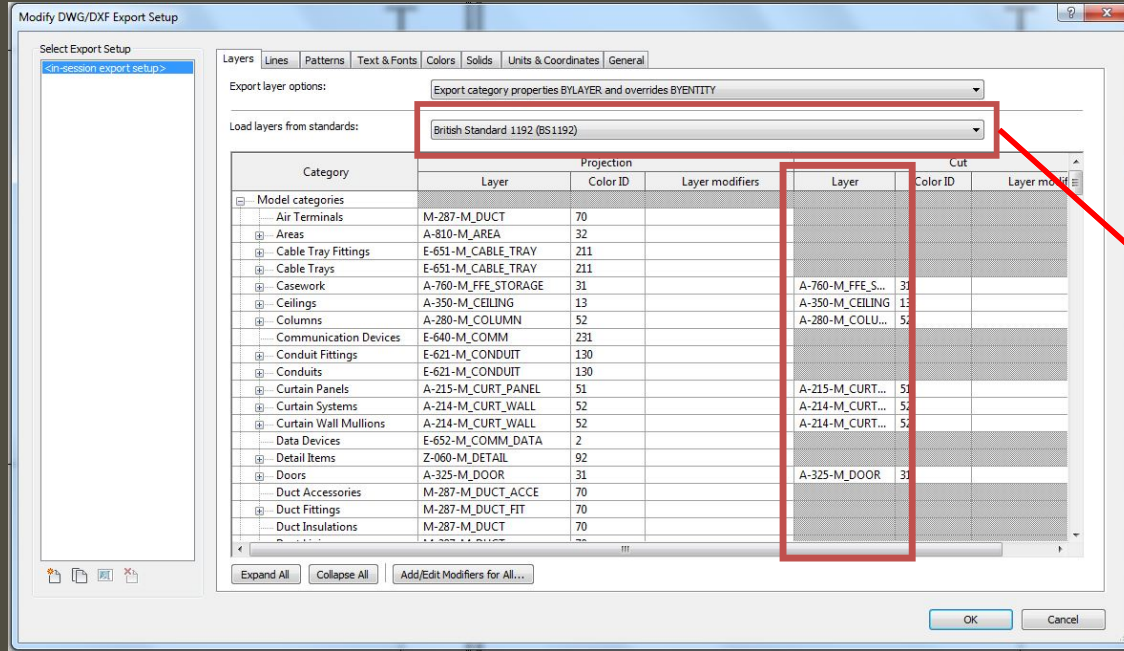 Modify DWG/DXF Export Setup
Select Export Setup
<in-session export setup>
Layers Lines Patterns Text & Fonts Colors Solids Units & Coordinates General
Export layer options: Export category properties BYLAYER and overrides BYENTITY
Load layers from standards: British Standard 1192 (BS1192)
Category Projection Cut
Layer Color ID Layer modifiers Layer Color ID Layer modif
Model categories
Air Terminals M-287-M_DUCT 70
Areas A-810-M_AREA 32
Cable Tray Fittings E-651-M_CABLE_TRAY 211
Cable Trays E-651-M_CABLE_TRAY 211
Casework A-760-M_FFE_STORAGE 31 A-760-M_FFE_S... 31
Ceilings A-350-M_CEILING 13 A-350-M_CEILING 13
Columns A-280-M_COLUMN 52 A-280-M_COLU... 52
Communication Devices E-640-M_COMM 231
Conduit Fittings E-621-M_CONDUIT 130
Conduits E-621-M_CONDUIT 130
Curtain Panels A-215-M_CURT_PANEL 51 A-215-M_CURT... 51
Curtain Systems A-214-M_CURT_WALL 52 A-214-M_CURT... 52
Curtain Wall Mullions A-214-M_CURT_WALL 52 A-214-M_CURT... 52
Data Devices E-652-M_COMM_DATA 2
Detail Items Z-060-M_DETAIL 92
Doors A-325-M_DOOR 31 A-325-M_DOOR 31
Duct Accessories M-287-M_DUCT_ACCE 70
Duct Fittings M-287-M_DUCT_FIT 70
Duct Insulations M-287-M_DUCT 70
Expand All Collapse All Add/Edit Modifiers for All...
OK Cancel